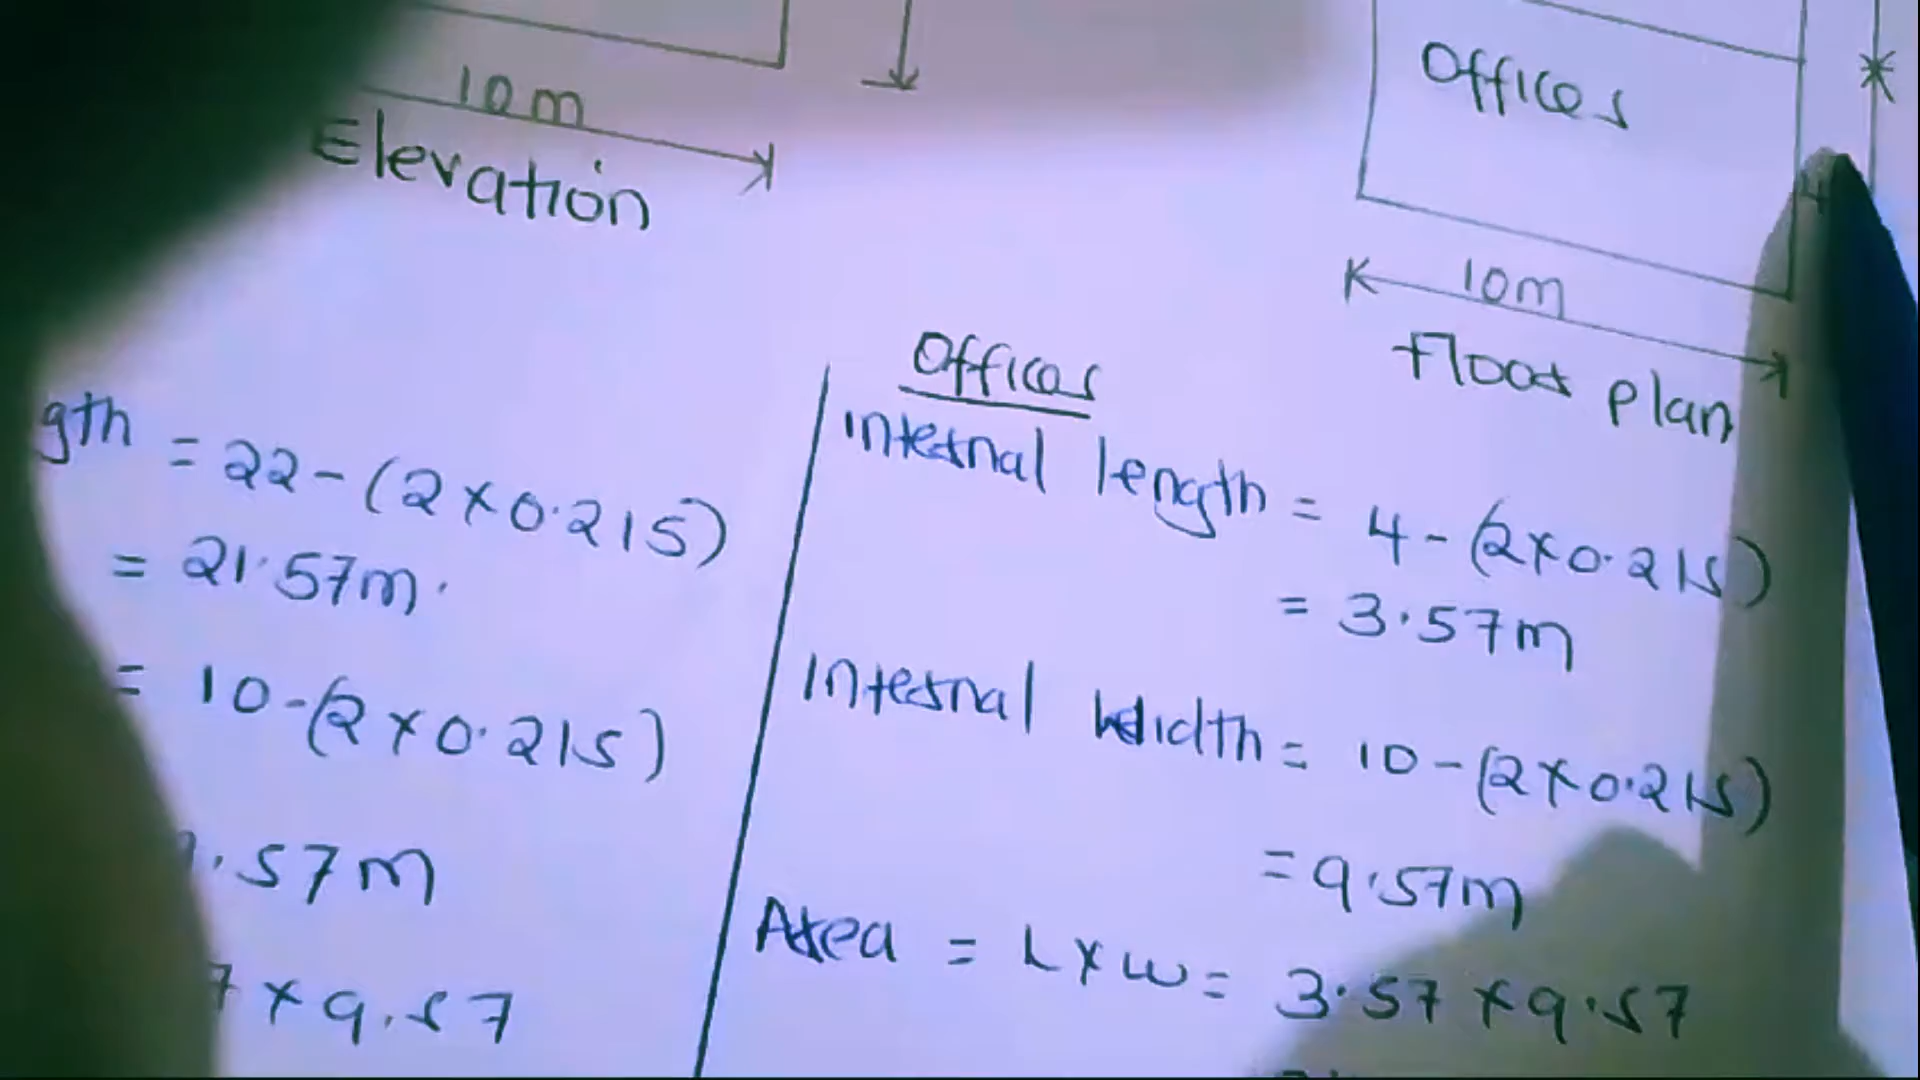 10m
Elevation
Offices
10m
Floor plan
gth = 22-(2×0.215)
= 21.57m.
= 10-(2×0.215)
.57m
7×9.57
Offices
Internal length = 4-(2×0.215)
= 3.57m
Internal Width = 10-(2×0.215)
= 9.57m
Area = L×W = 3.57×9.57